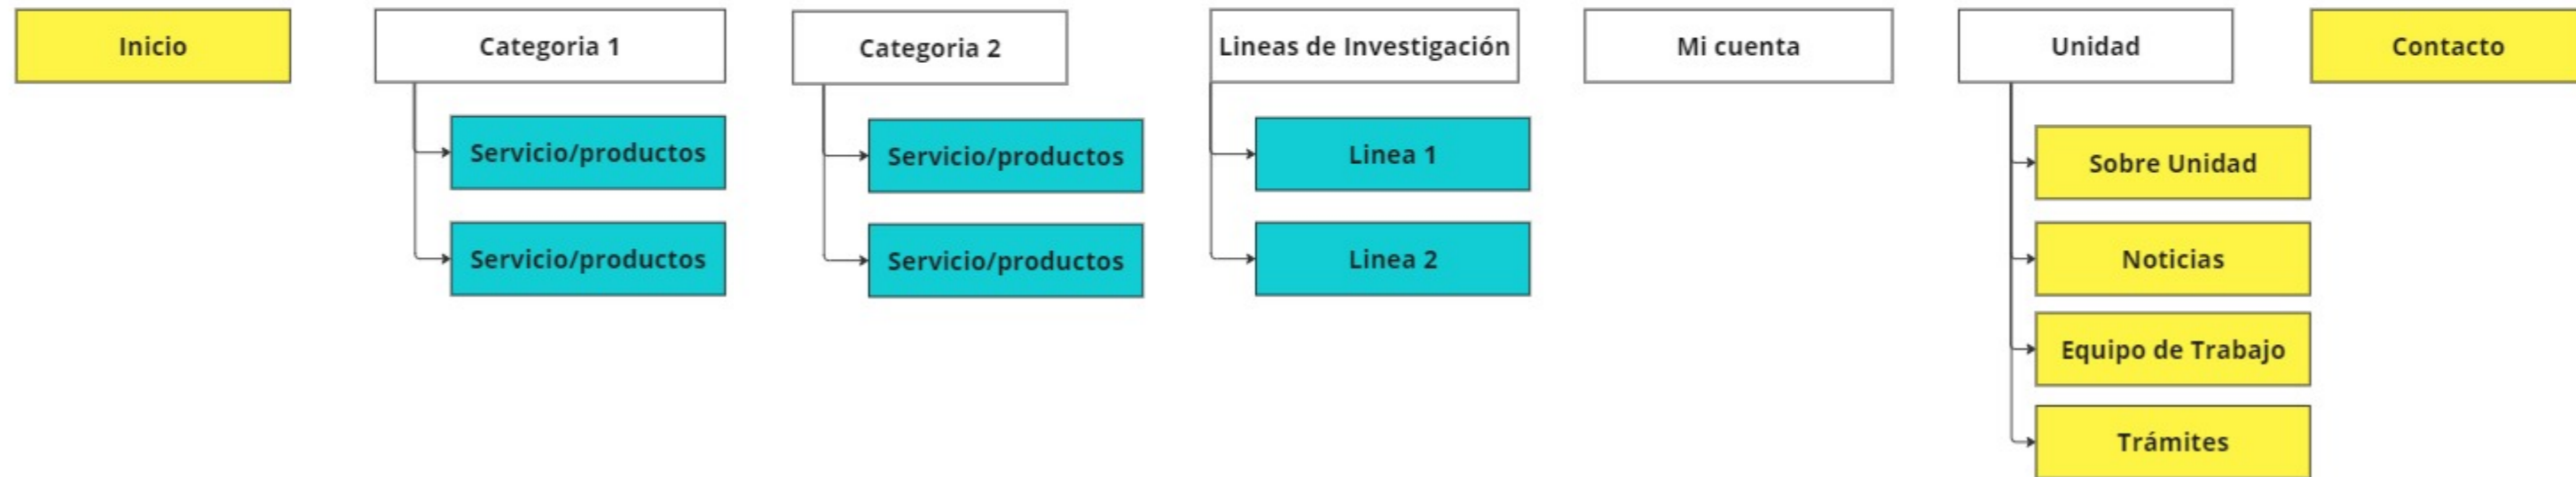 Inicio
Categoria 1
Servicio/productos
Servicio/productos
Categoria 2
Servicio/productos
Servicio/productos
Lineas de Investigación
Linea 1
Linea 2
Mi cuenta
Unidad
Sobre Unidad
Noticias
Equipo de Trabajo
Trámites
Contacto